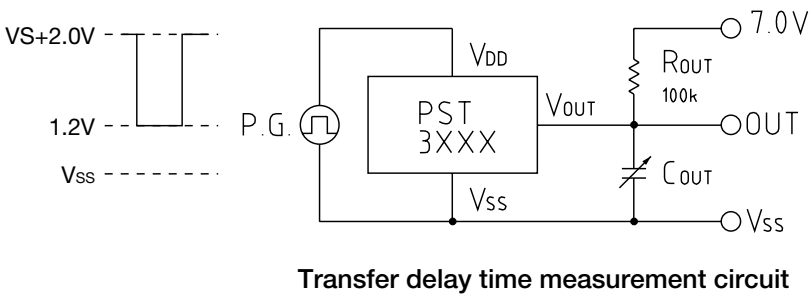 VS+2.0V
1.2V
VSS
P.G.
VDD
PST
3XXX
VOUT
VSS
7.0V
ROUT
100k
OUT
COUT
VSS
Transfer delay time measurement circuit